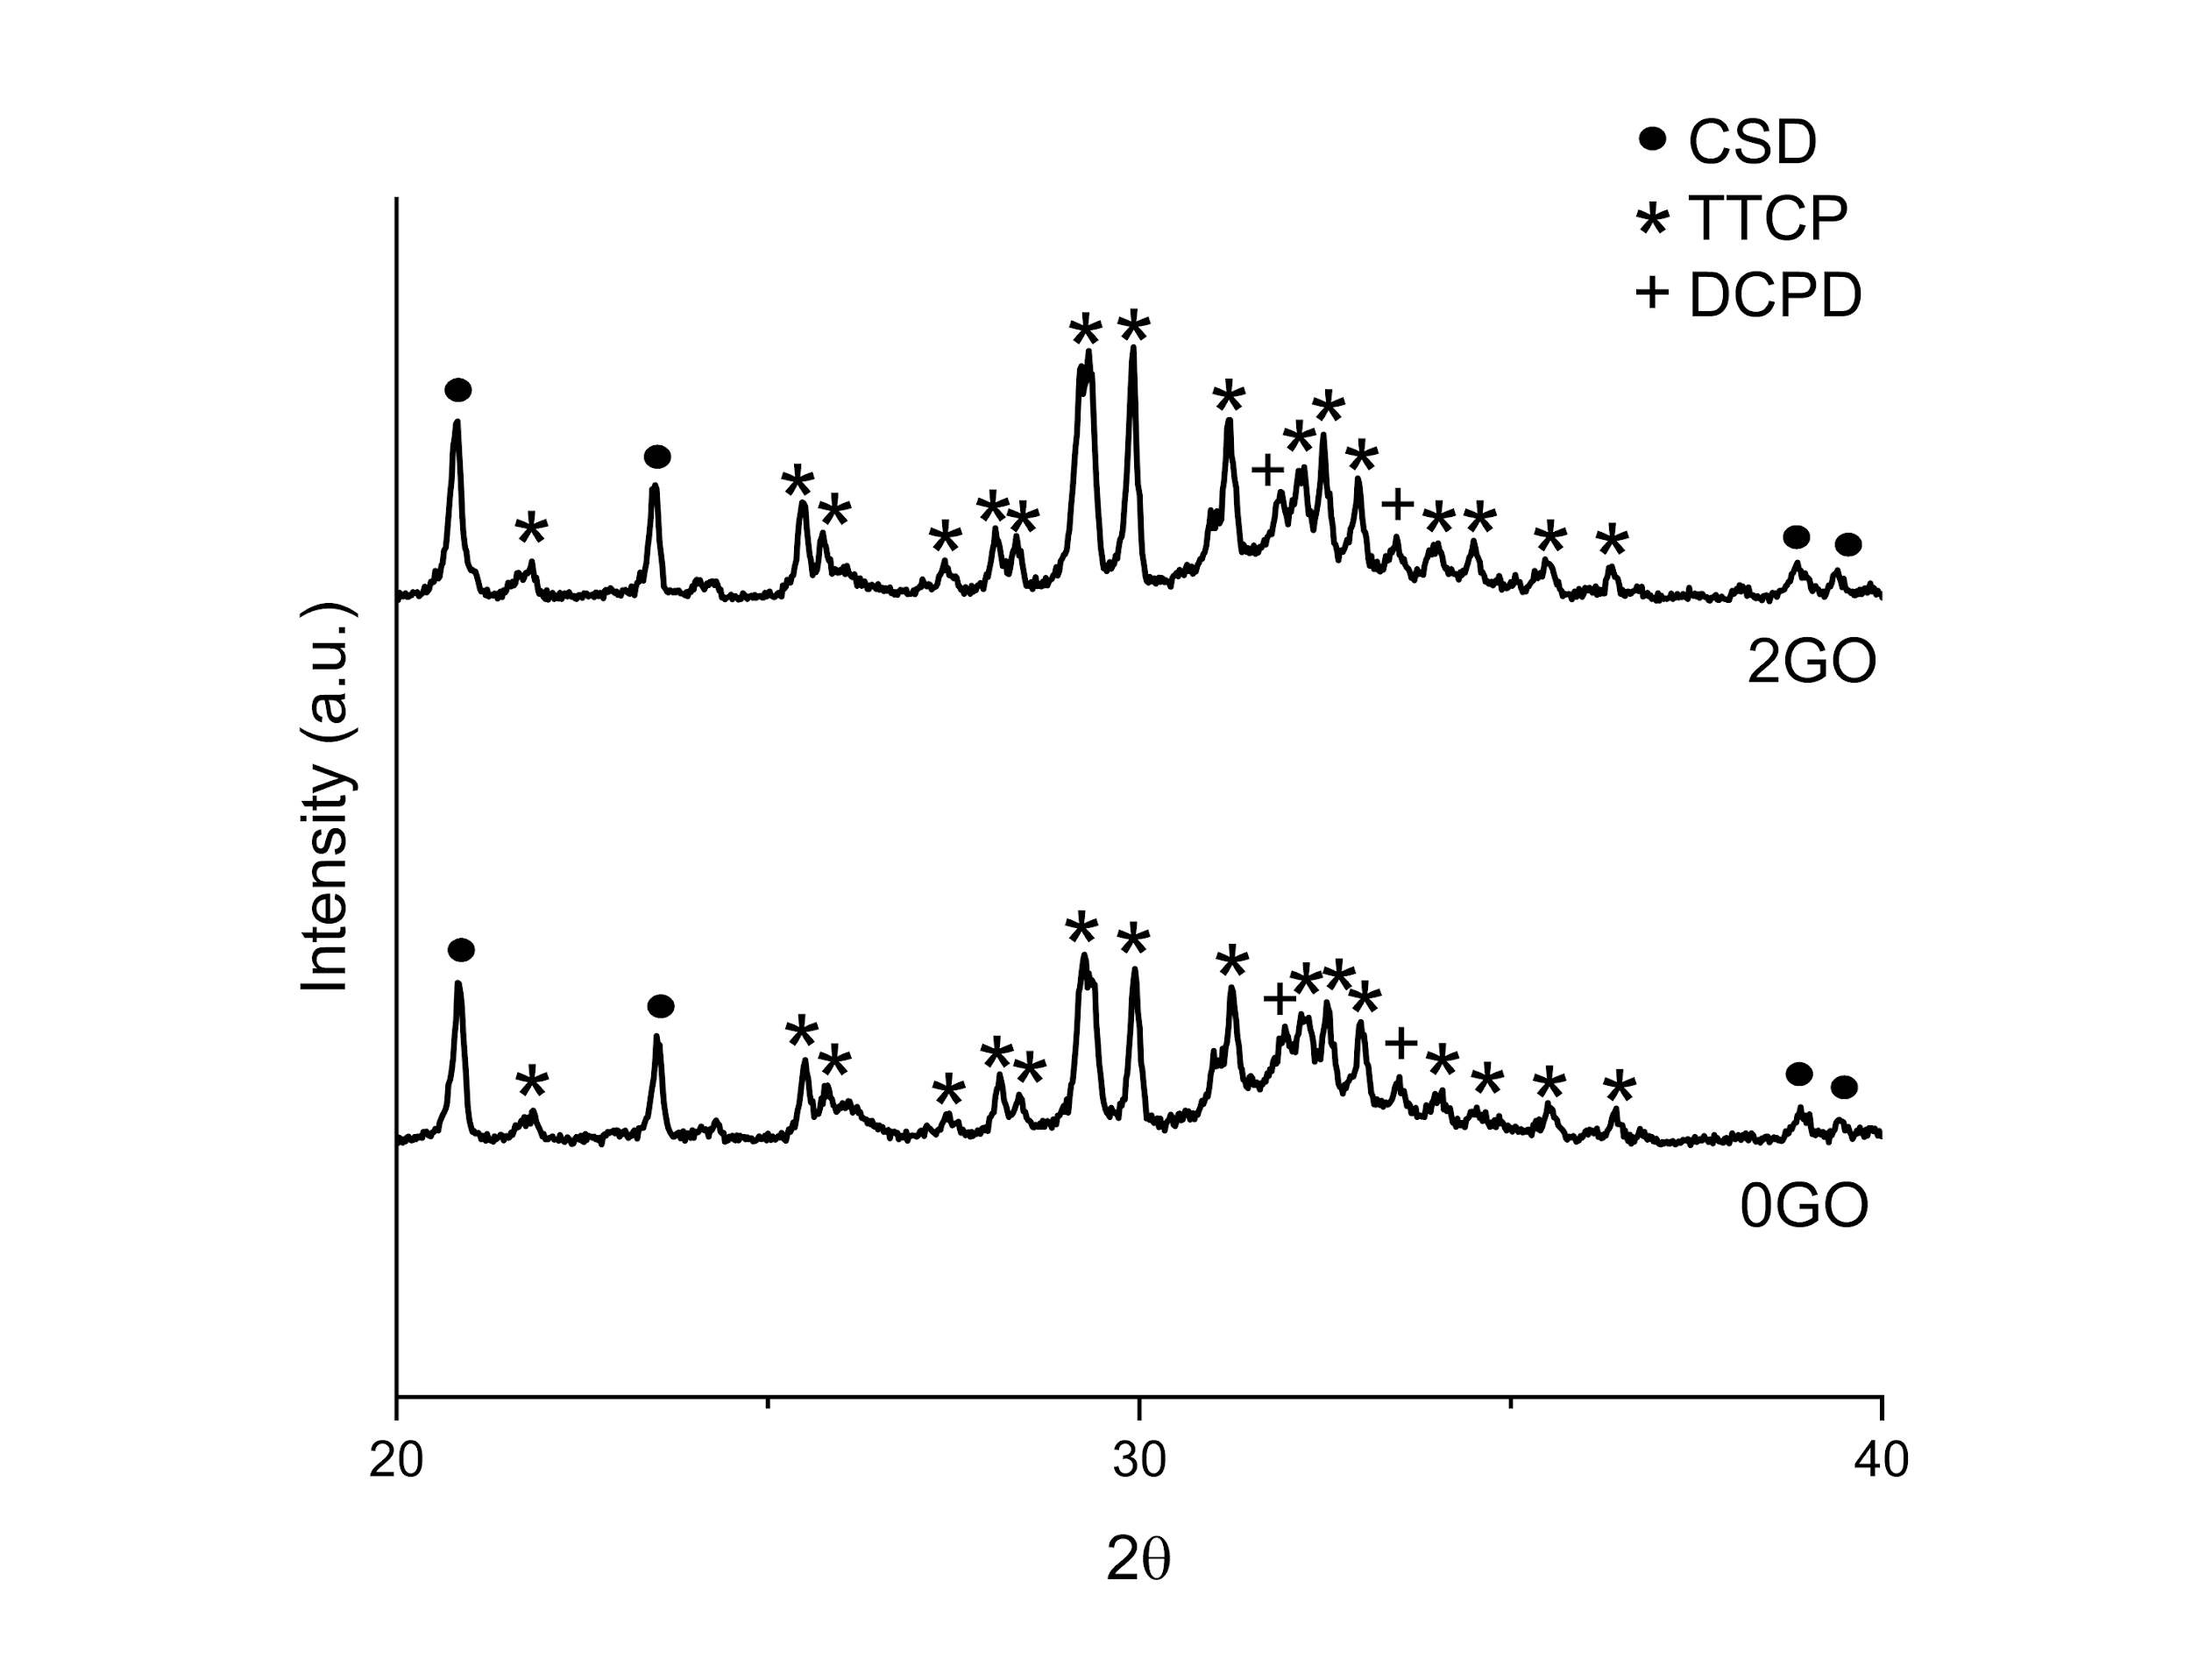 ● CSD
* TTCP
+ DCPD
Intensity (a.u.)
2GO
0GO
20
30
40
2θ